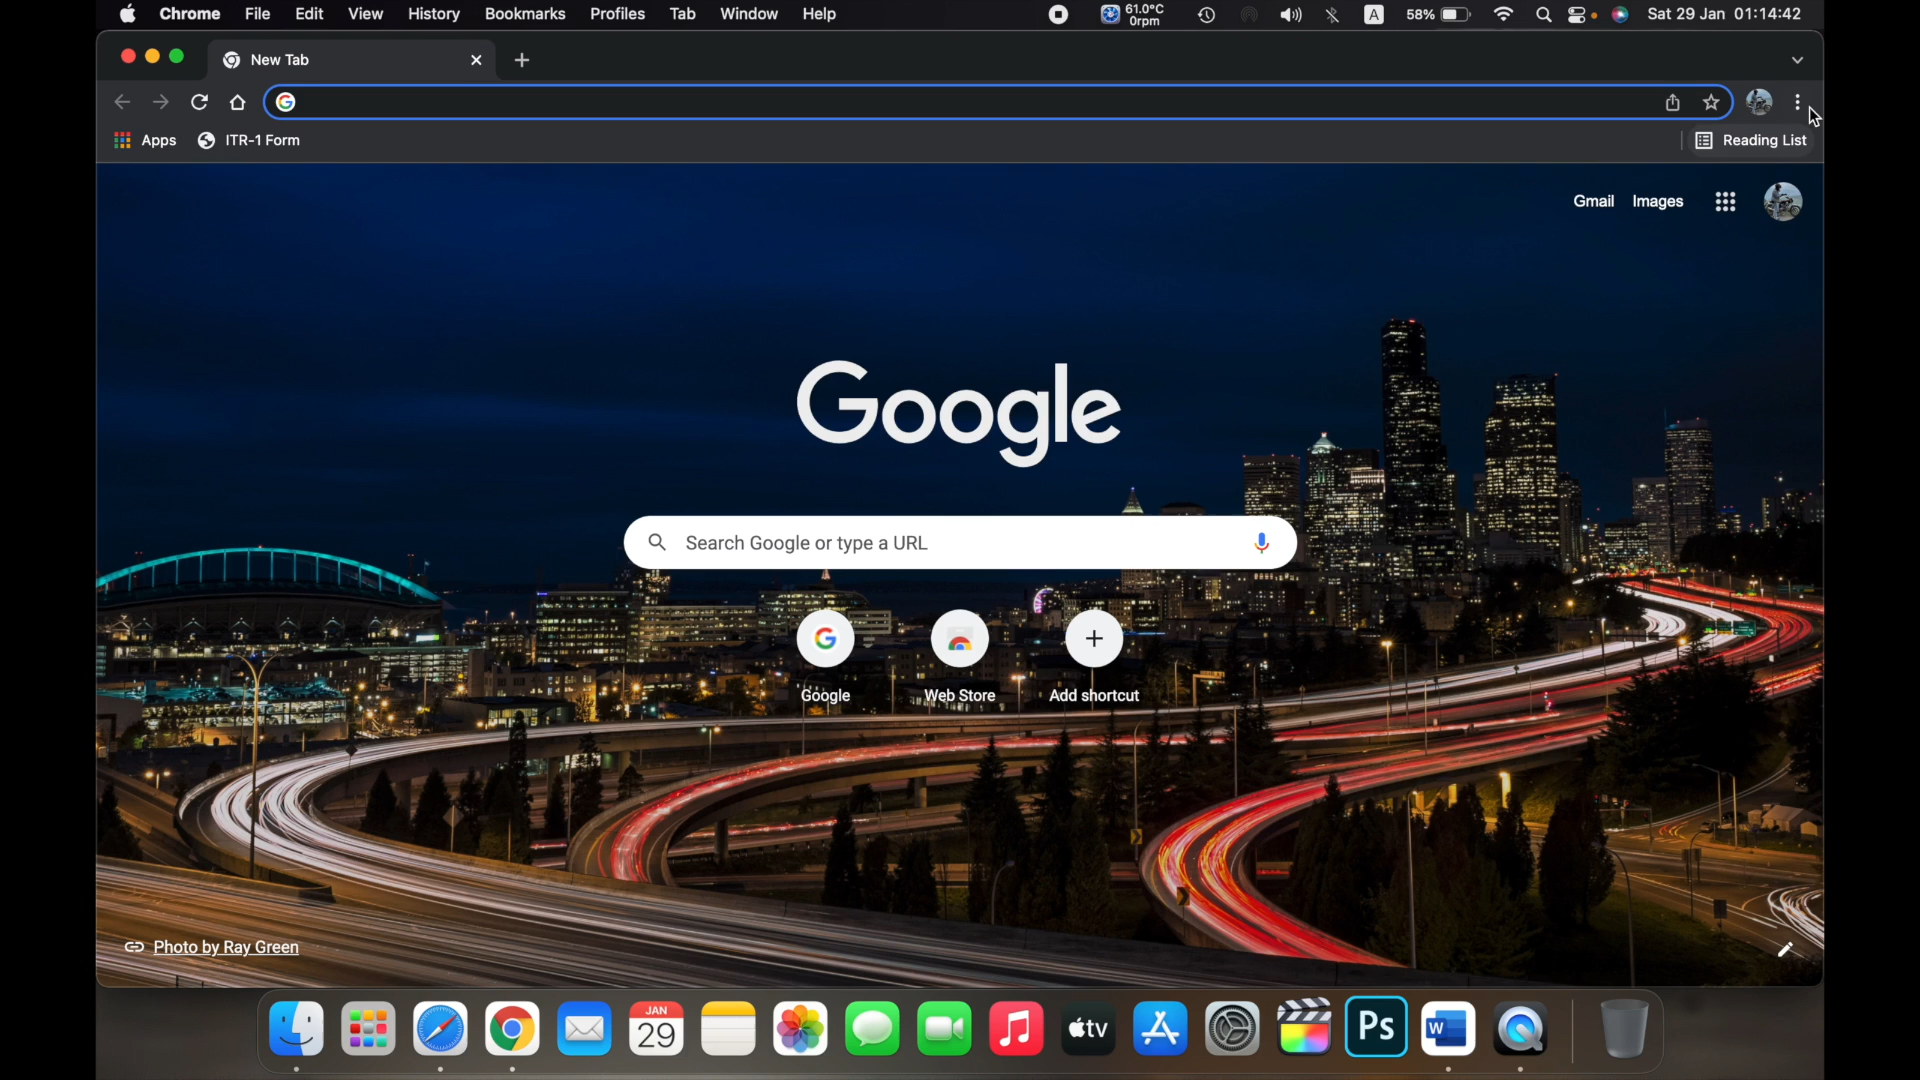 Chrome File Edit View History Bookmarks Profiles Tab Window Help 61.0°C 0rpm A 58% Sat 29 Jan 01:14:42
New Tab
Apps ITR-1 Form Reading List
Gmail Images
Google
Search Google or type a URL
Google Web Store Add shortcut
Photo by Ray Green
JAN
29
tv
Ps
W